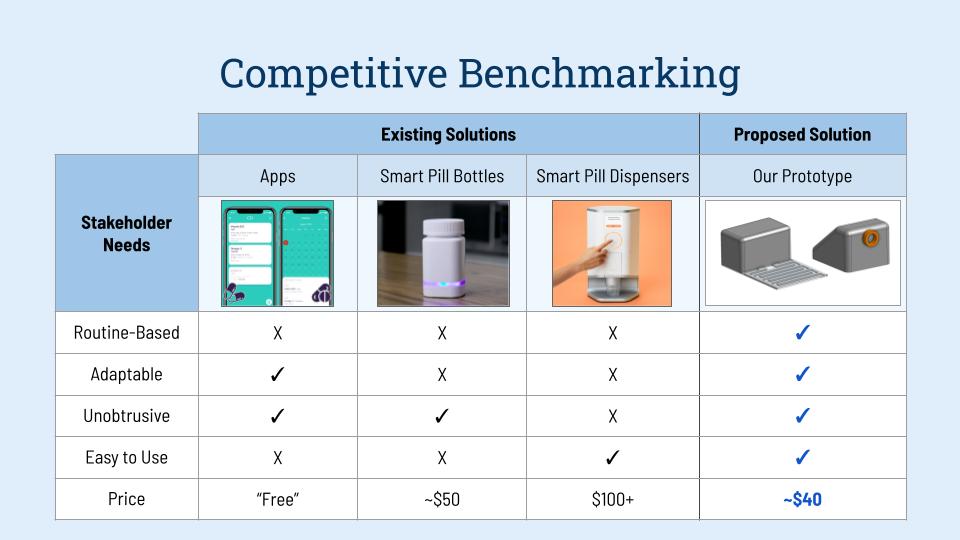 Competitive Benchmarking
Existing Solutions Proposed Solution
Stakeholder Needs Apps Smart Pill Bottles Smart Pill Dispensers Our Prototype
Routine-Based X X X ✓
Adaptable ✓ X X ✓
Unobtrusive ✓ ✓ X ✓
Easy to Use X X ✓ ✓
Price “Free” ~$50 $100+ ~$40